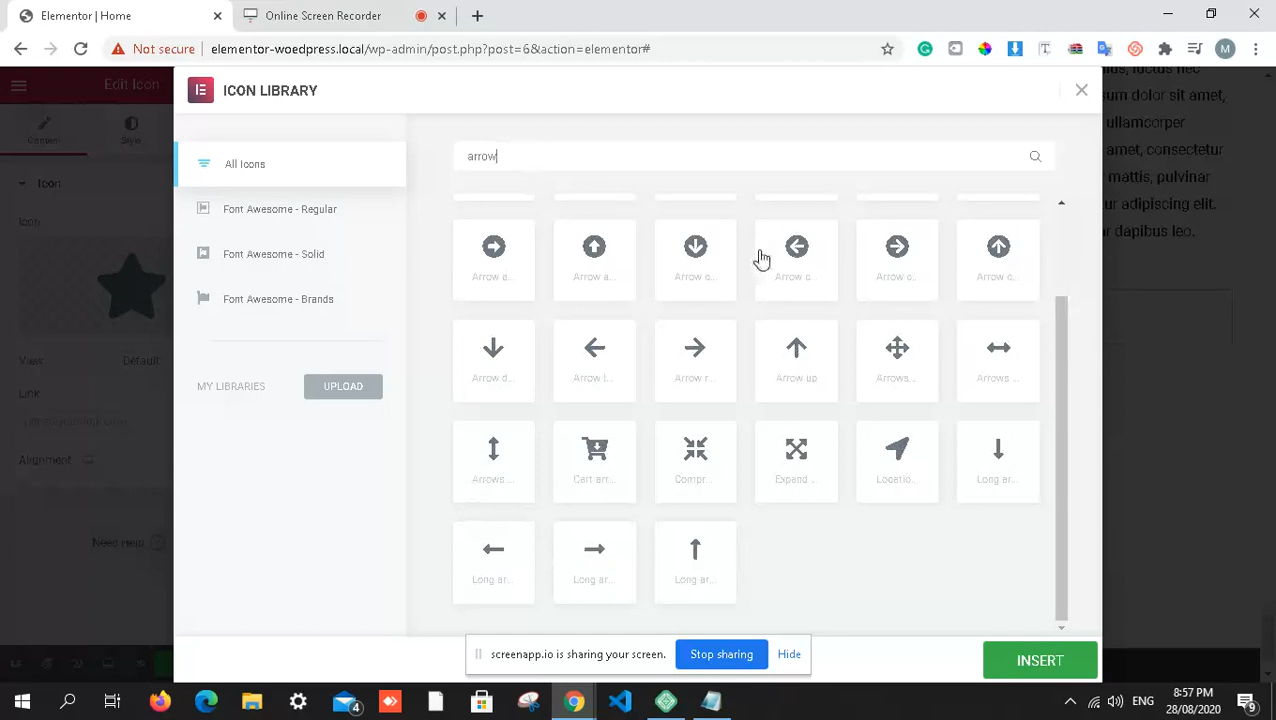 Elementor | Home
Online Screen Recorder
Not secure
elementor-woedpress.local/wp-admin/post.php?post=6&action=elementor#
M
Edit Icon
Content
Style
Icon
Icon
View
Default
Link
Alignment
Need Help
ICON LIBRARY
All Icons
Font Awesome - Regular
Font Awesome - Solid
Font Awesome - Brands
MY LIBRARIES
UPLOAD
arrow
Arrow a...
Arrow a...
Arrow c...
Arrow c...
Arrow c...
Arrow c...
Arrow d...
Arrow l...
Arrow r...
Arrow up
Arrows...
Arrows ...
Arrows ...
Cart arr...
Compr...
Expand...
Locatio...
Long ar...
Long ar...
Long ar...
Long ar...
INSERT
screenapp.io is sharing your screen.
Stop sharing
Hide
sum dolor sit amet,
ullamcorper
amet, consectetur
mattis, pulvinar
ur adipiscing elit.
r dapibus leo.
4
ENG
8:57 PM
28/08/2020
9